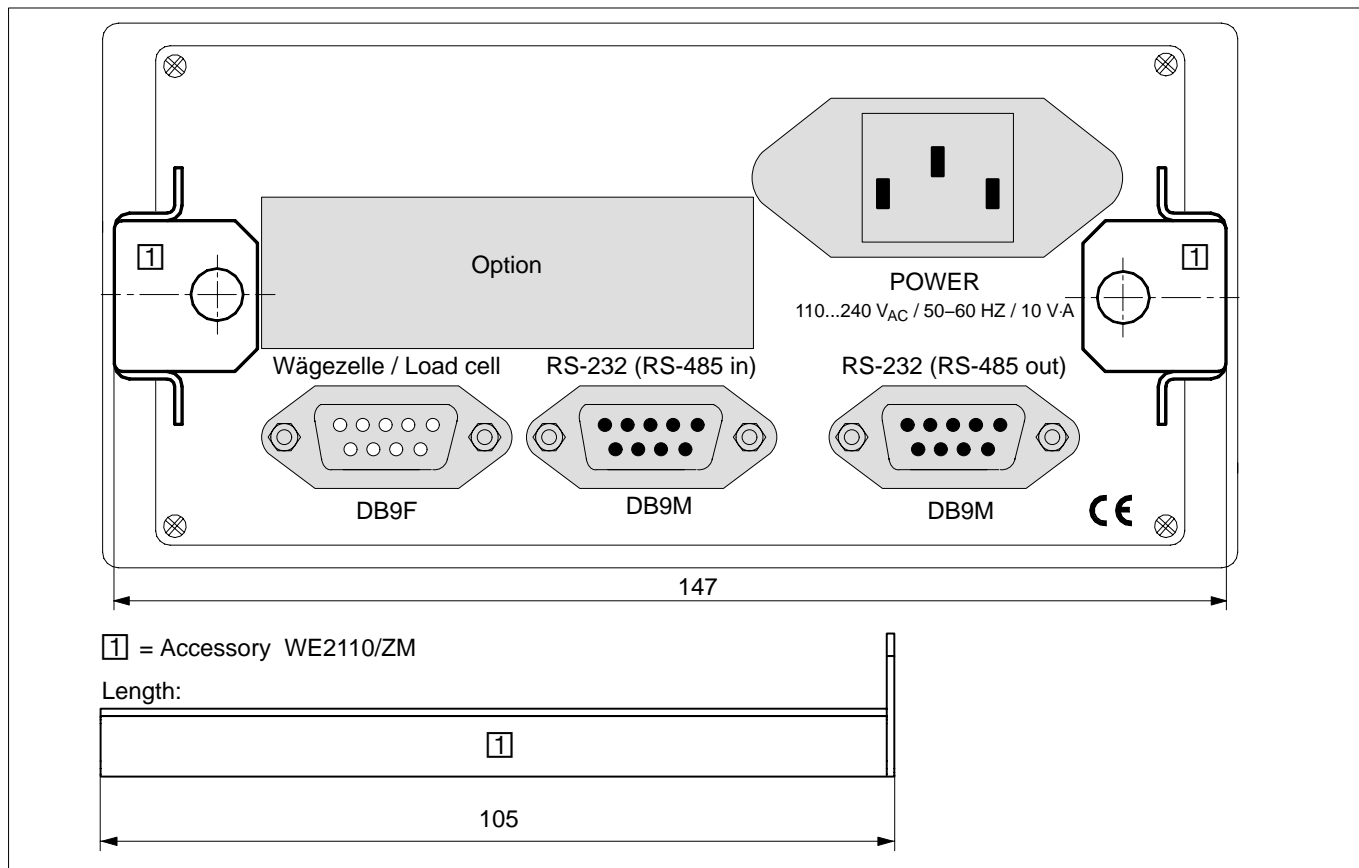 1
1
Option
POWER
110...240 VAC / 50–60 HZ / 10 V·A
Wägezelle / Load cell
RS-232 (RS-485 in)
RS-232 (RS-485 out)
DB9F
DB9M
DB9M
CE
147
1 = Accessory WE2110/ZM
Length:
1
105